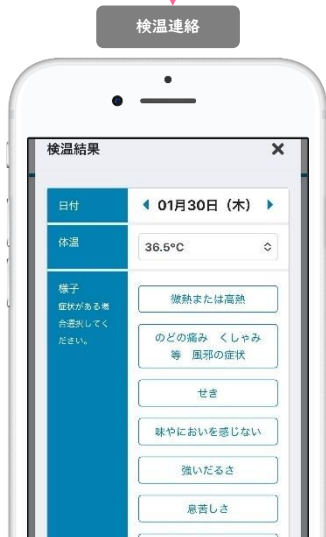 検温連絡
検温結果
日付
01月30日（木）
体温
36.5℃
様子
症状がある場
合選択してく
ださい。
微熱または高熱
のどの痛み　くしゃみ
等　風邪の症状
せき
味やにおいを感じない
強いだるさ
息苦しさ